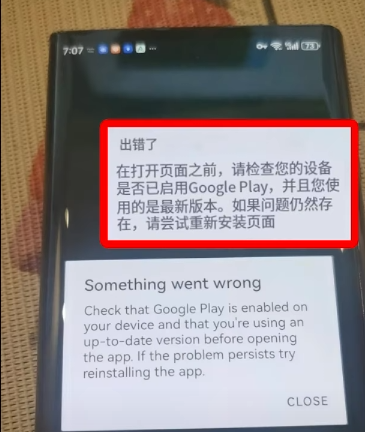 7:07
73
出错了
在打开页面之前，请检查您的设备
是否已启用Google Play，并且您使
用的是最新版本。如果问题仍然存
在，请尝试重新安装页面
Something went wrong
Check that Google Play is enabled on
your device and that you're using an
up-to-date version before opening
the app. If the problem persists try
reinstalling the app.
CLOSE